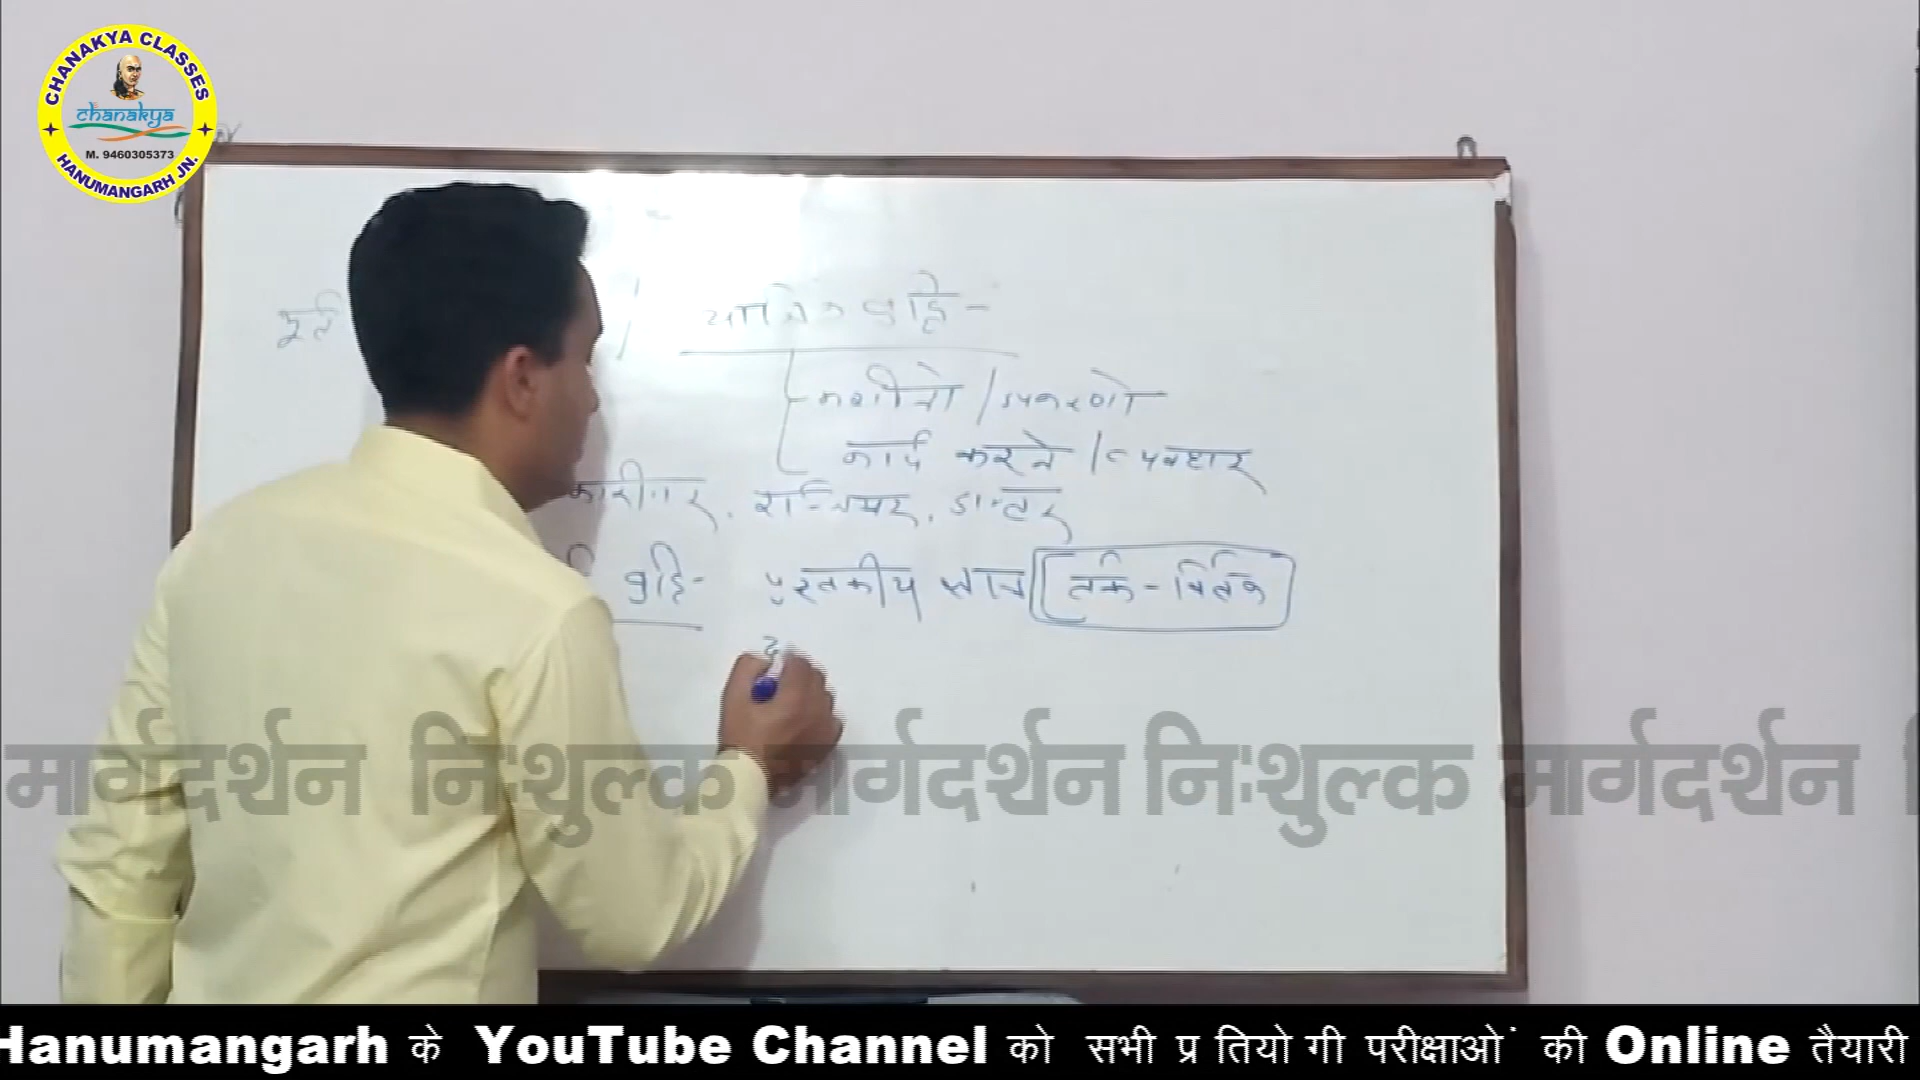 CHANAKYA CLASSES
chanakya
M. 9460305373
HANUMANGARH JN.
मूर्त / यांत्रिक बुद्धि -
मशीनो / उपकरणो
कार्य करने / व्यवहार
कारीगर, इन्जिनियर, डाक्टर
बुद्धि - पुस्तकीय ज्ञान तर्क - वितर्क
मार्गदर्शन निःशुल्क मार्गदर्शन निःशुल्क मार्गदर्शन
Hanumangarh के YouTube Channel को सभी प्रतियोगी परीक्षाओं की Online तैयारी